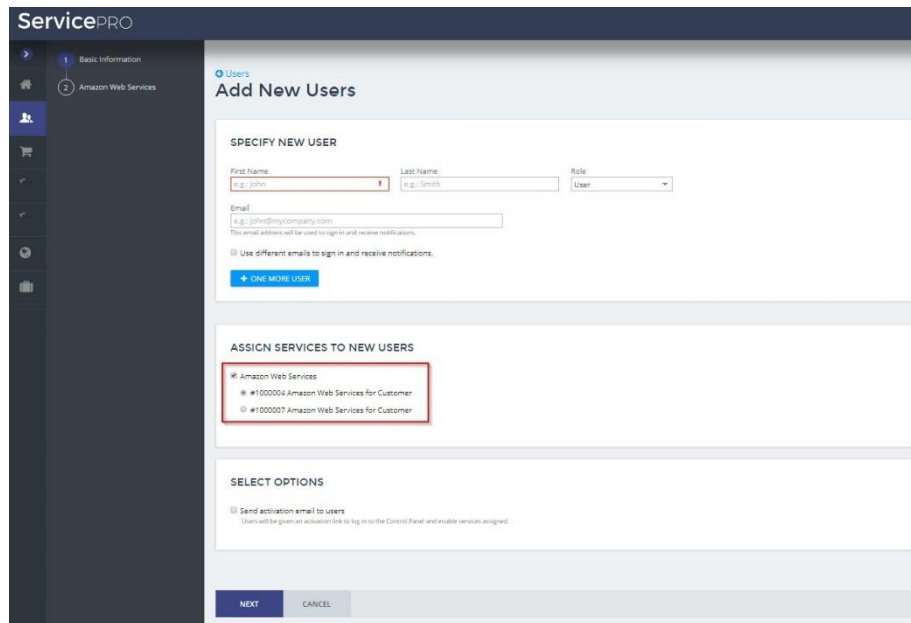 ServicePRO
1 Basic Information
2 Amazon Web Services
Users
Add New Users
SPECIFY NEW USER
First Name Last Name Role
e.g.: John ! e.g.: Smith User
Email
e.g.: john@mycompany.com
This email address will be used to sign in and receive notifications.
Use different emails to sign in and receive notifications.
+ ONE MORE USER
ASSIGN SERVICES TO NEW USERS
Amazon Web Services
#1000004 Amazon Web Services for Customer
#1000007 Amazon Web Services for Customer
SELECT OPTIONS
Send activation email to users
Users will be given an activation link to log in to the Control Panel and enable services assigned.
NEXT CANCEL